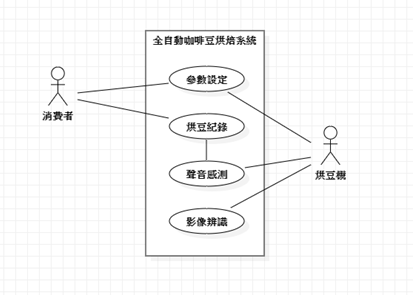 全自動咖啡豆烘焙系統
參數設定
消費者
烘豆紀錄
聲音感測
烘豆機
影像辨識